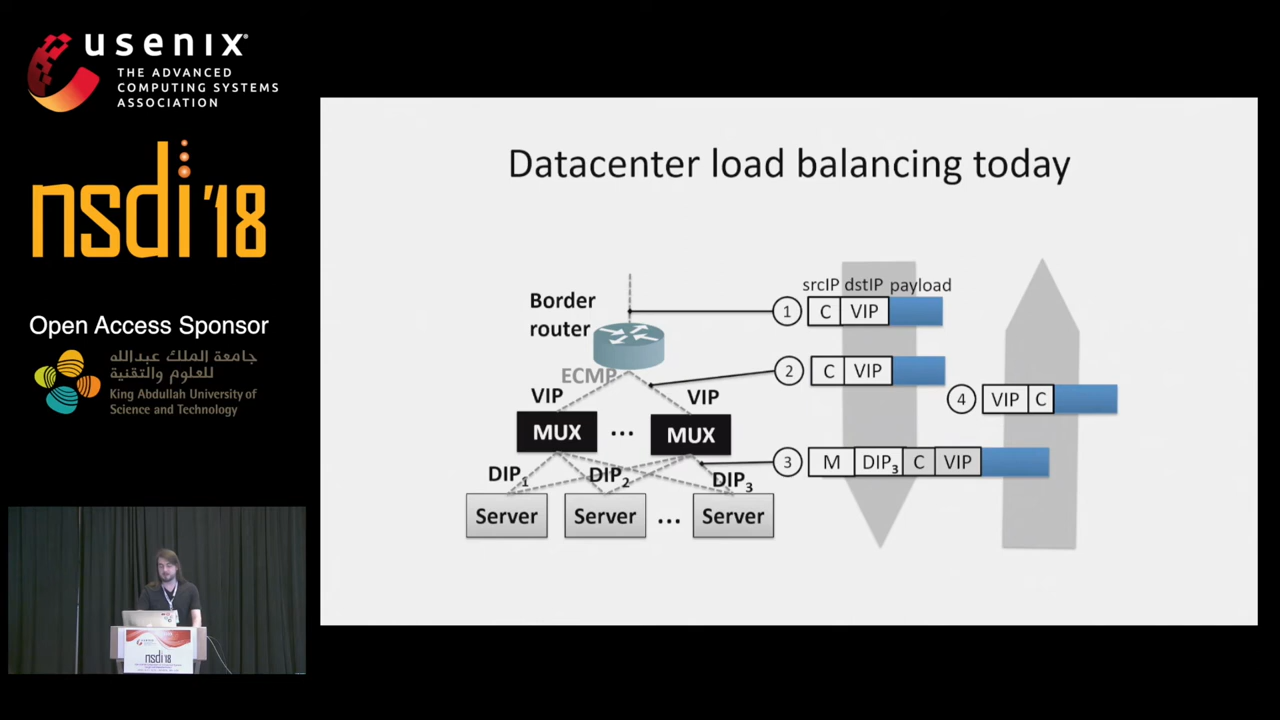 usenix
THE ADVANCED
COMPUTING SYSTEMS
ASSOCIATION
nsdi '18
Open Access Sponsor
جامعة الملك عبدالله
للعلوم والتقنية
King Abdullah University of
Science and Technology
Datacenter load balancing today
srcIP dstIP payload
Border
router
1 C VIP
2 C VIP
ECMP
VIP VIP
4 VIP C
MUX ... MUX
3 M DIP3 C VIP
DIP1 DIP2 DIP3
Server Server ... Server
nsdi'18